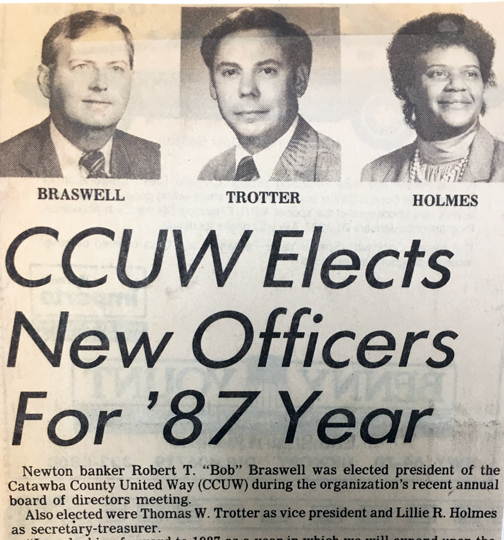 BRASWELL TROTTER HOLMES
CCUW Elects
New Officers
For '87 Year
Newton banker Robert T. "Bob" Braswell was elected president of the
Catawba County United Way (CCUW) during the organization's recent annual
board of directors meeting.
Also elected were Thomas W. Trotter as vice president and Lillie R. Holmes
as secretary-treasurer.